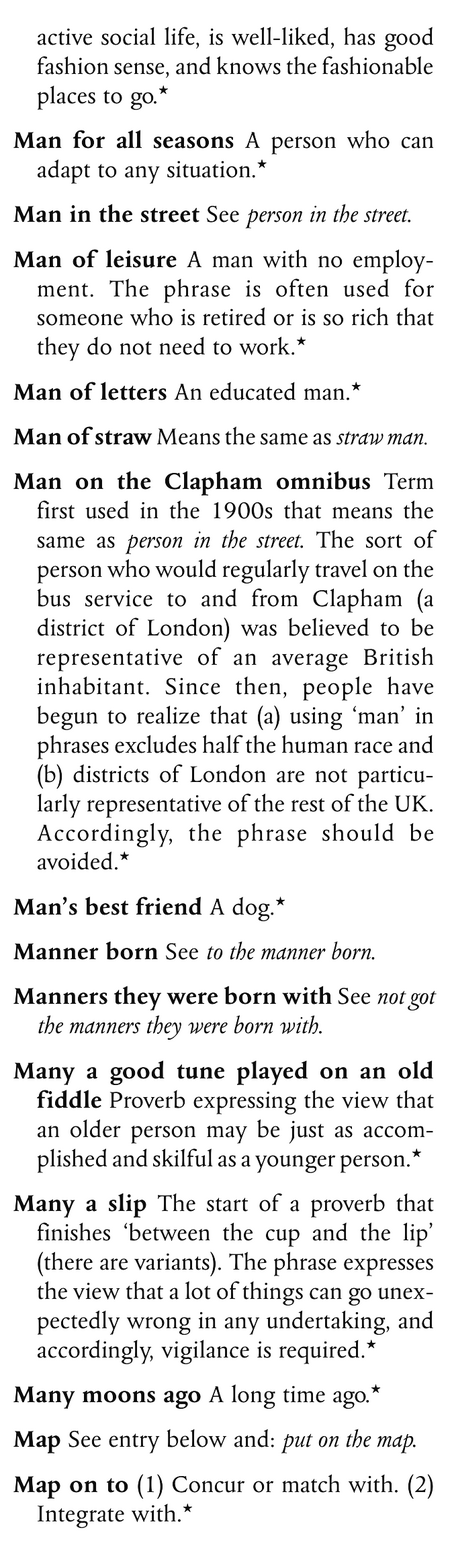 active social life, is well-liked, has good
fashion sense, and knows the fashionable
places to go.★
Man for all seasons A person who can
adapt to any situation.★
Man in the street See person in the street.
Man of leisure A man with no employ-
ment. The phrase is often used for
someone who is retired or is so rich that
they do not need to work.★
Man of letters An educated man.★
Man of straw Means the same as straw man.
Man on the Clapham omnibus Term
first used in the 1900s that means the
same as person in the street. The sort of
person who would regularly travel on the
bus service to and from Clapham (a
district of London) was believed to be
representative of an average British
inhabitant. Since then, people have
begun to realize that (a) using ‘man’ in
phrases excludes half the human race and
(b) districts of London are not particu-
larly representative of the rest of the UK.
Accordingly, the phrase should be
avoided.★
Man’s best friend A dog.★
Manner born See to the manner born.
Manners they were born with See not got
the manners they were born with.
Many a good tune played on an old
fiddle Proverb expressing the view that
an older person may be just as accom-
plished and skilful as a younger person.★
Many a slip The start of a proverb that
finishes ‘between the cup and the lip’
(there are variants). The phrase expresses
the view that a lot of things can go unex-
pectedly wrong in any undertaking, and
accordingly, vigilance is required.★
Many moons ago A long time ago.★
Map See entry below and: put on the map.
Map on to (1) Concur or match with. (2)
Integrate with.★